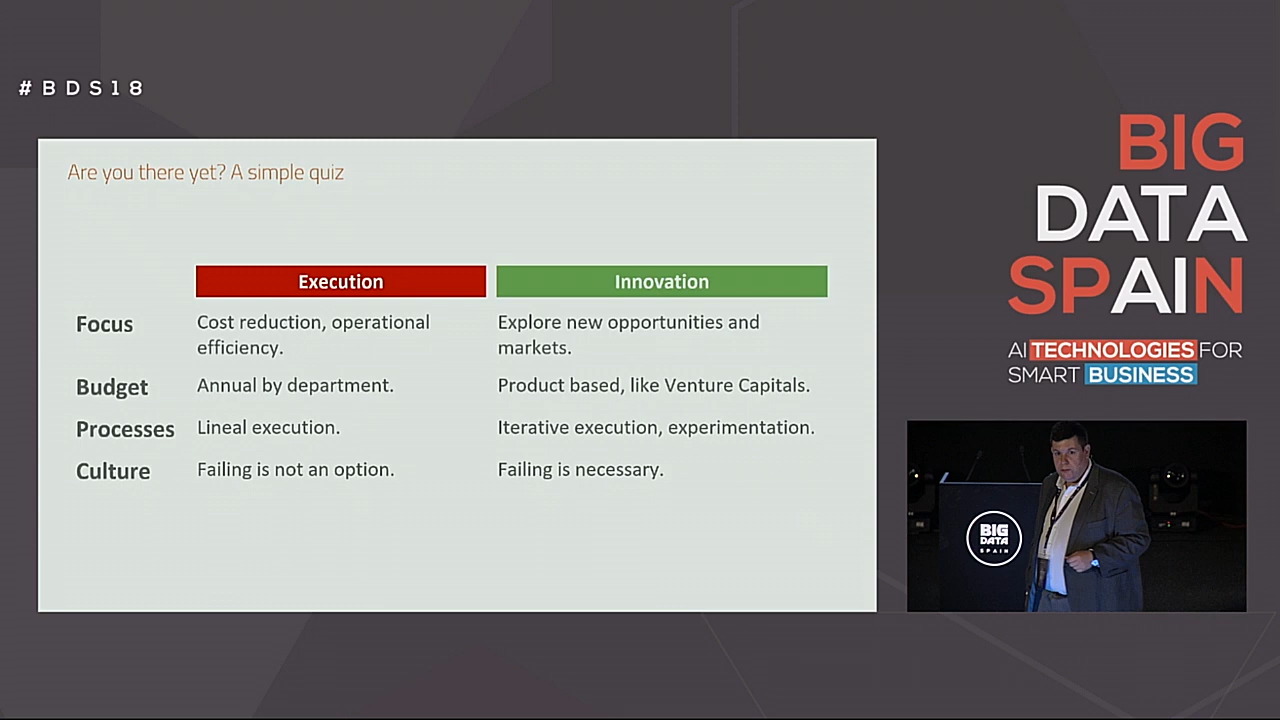 #BDS18
Are you there yet? A simple quiz
Execution
Innovation
Focus
Cost reduction, operational
efficiency.
Explore new opportunities and
markets.
Budget
Annual by department.
Product based, like Venture Capitals.
Processes
Lineal execution.
Iterative execution, experimentation.
Culture
Failing is not an option.
Failing is necessary.
BIG
DATA
SPAIN
AI TECHNOLOGIES FOR
SMART BUSINESS
BIG
DATA
SPAIN